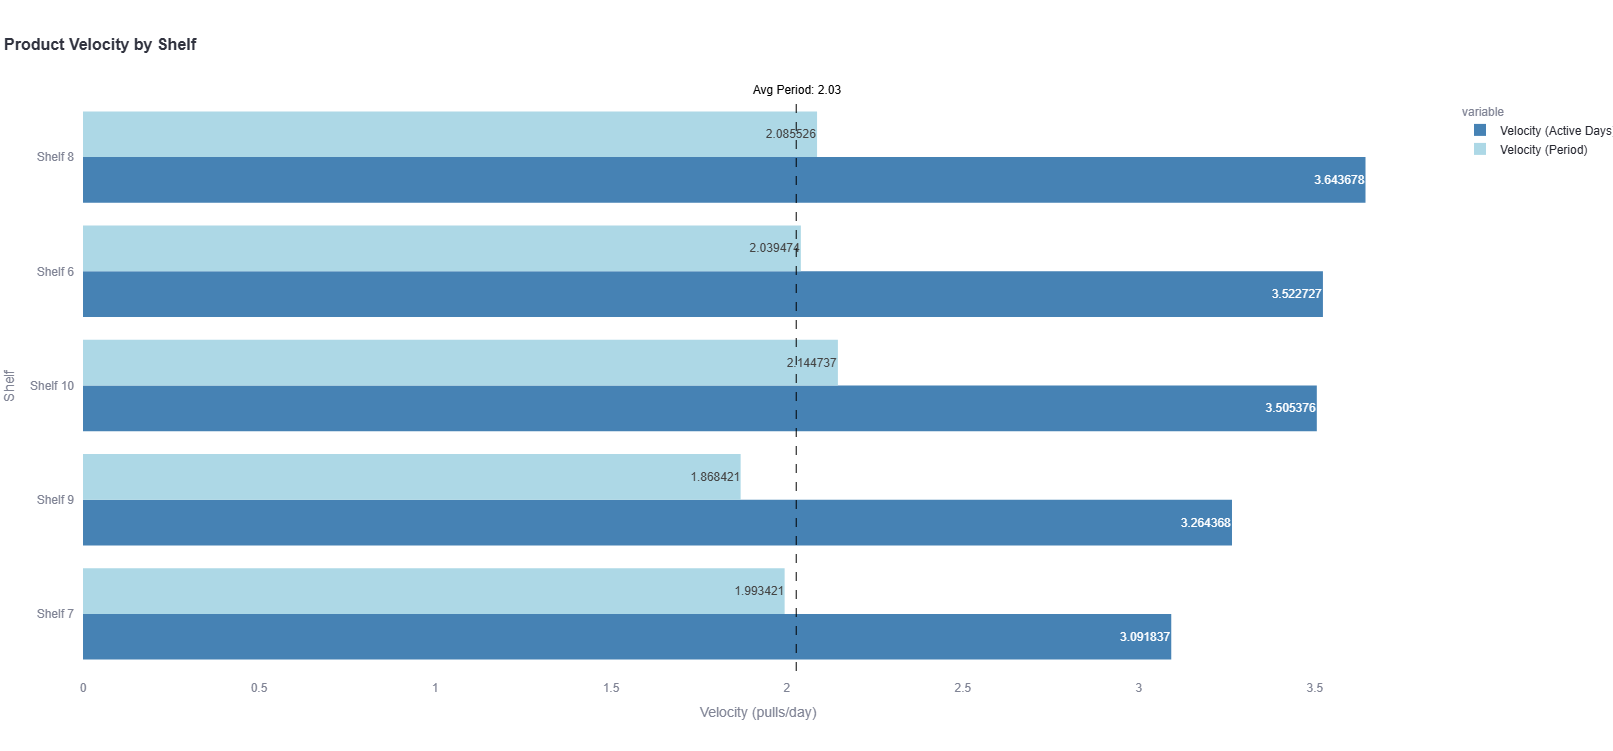 Product Velocity by Shelf
Avg Period: 2.03
variable
Velocity (Active Days
Velocity (Period)
Shelf 8
2.085526
3.643678
Shelf 6
2.039474
3.522727
Shelf
Shelf 10
2.144737
3.505376
Shelf 9
1.868421
3.264368
Shelf 7
1.993421
3.091837
0 0.5 1 1.5 2 2.5 3 3.5
Velocity (pulls/day)